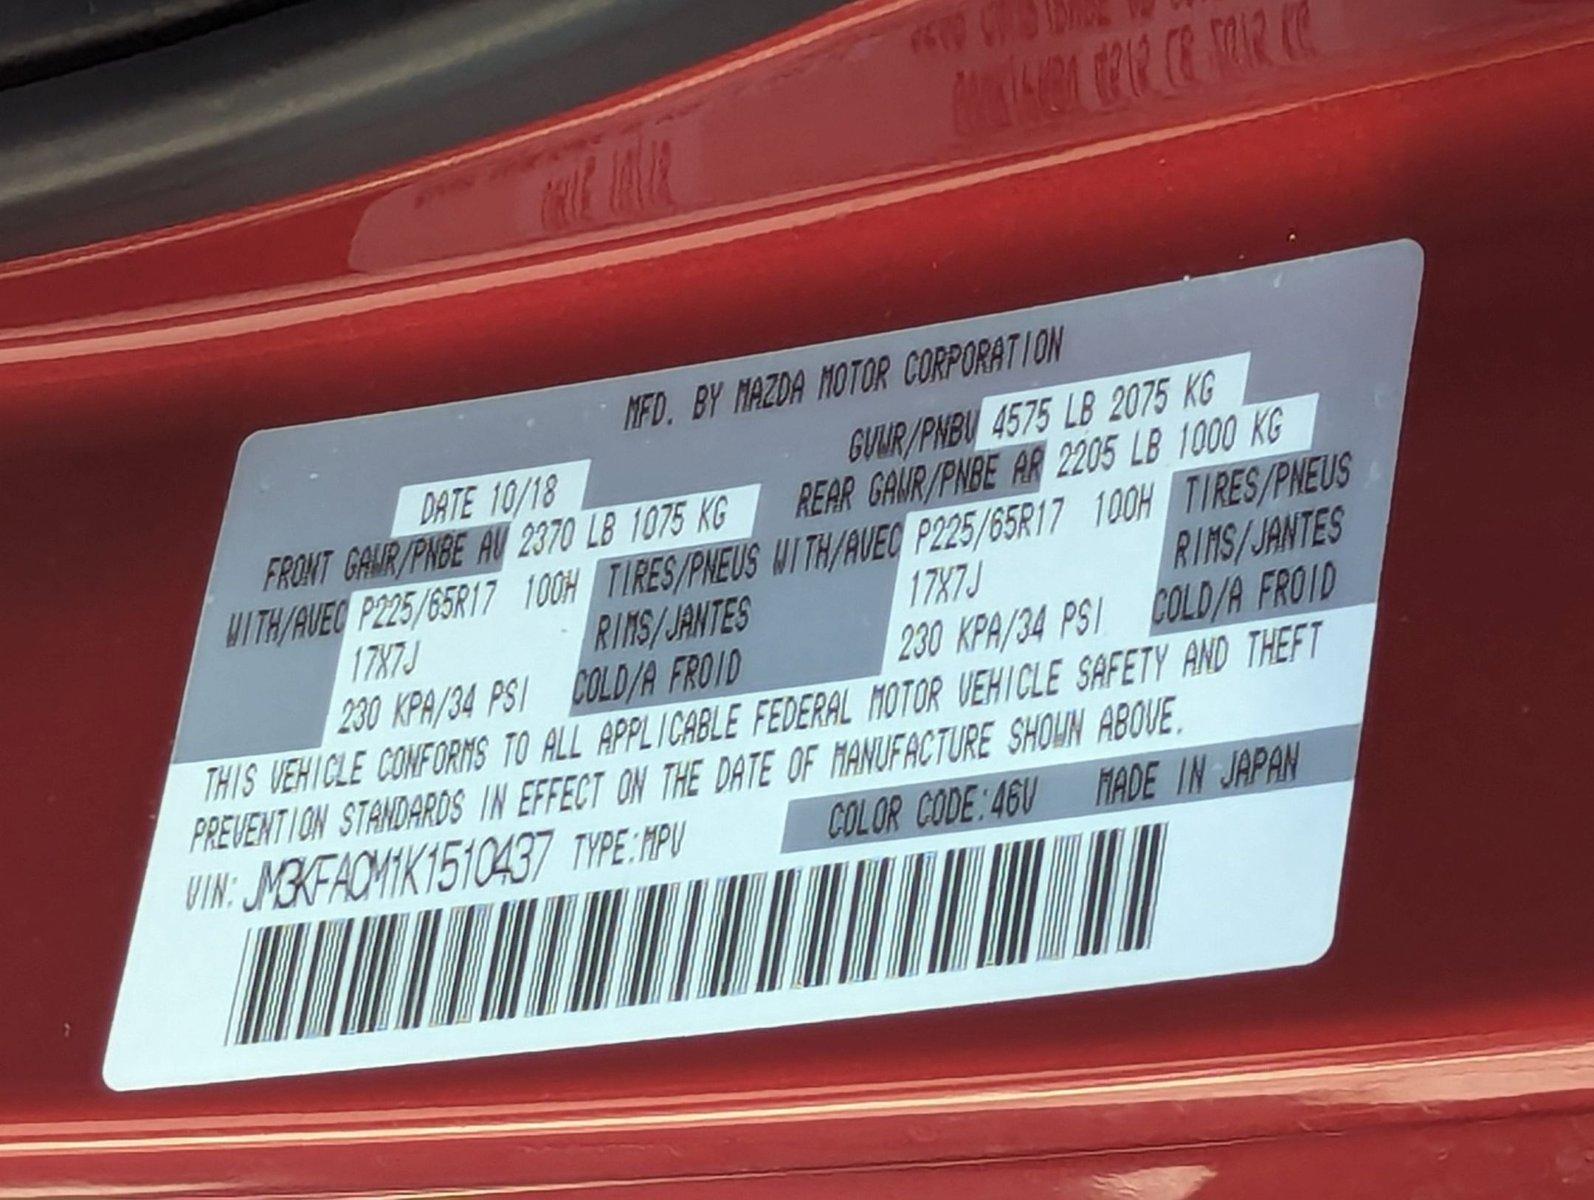 MFD. BY MAZDA MOTOR CORPORATION
DATE 10/18 GVWR/PNBV 4575 LB 2075 KG
FRONT GAWR/PNBE AV 2370 LB 1075 KG REAR GAWR/PNBE AR 2205 LB 1000 KG
WITH/AVEC P225/65R17 100H TIRES/PNEUS WITH/AVEC P225/65R17 100H TIRES/PNEUS
17X7J RIMS/JANTES 17X7J RIMS/JANTES
230 KPA/34 PSI COLD/A FROID 230 KPA/34 PSI COLD/A FROID
THIS VEHICLE CONFORMS TO ALL APPLICABLE FEDERAL MOTOR VEHICLE SAFETY AND THEFT
PREVENTION STANDARDS IN EFFECT ON THE DATE OF MANUFACTURE SHOWN ABOVE.
VIN: JM3KFACM1K1510437 TYPE:MPV COLOR CODE:46V MADE IN JAPAN